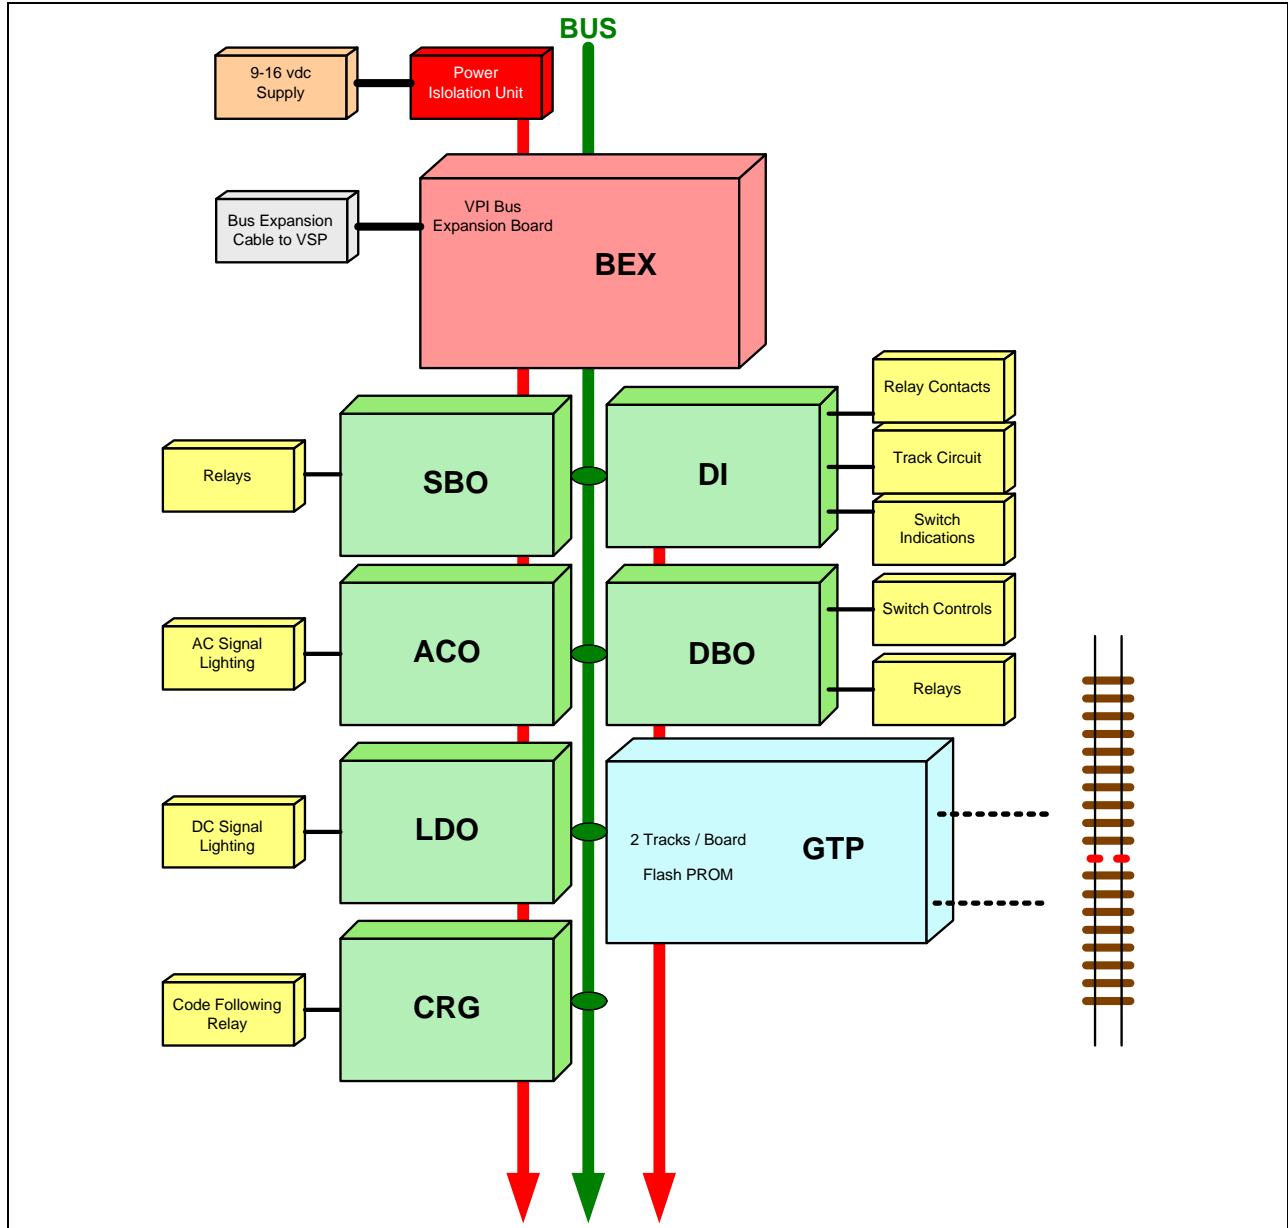 BUS
9-16 vdc
Supply
Power
Islolation Unit
Bus Expansion
Cable to VSP
VPI Bus
Expansion Board
BEX
Relays
SBO
DI
Relay Contacts
Track Circuit
Switch
Indications
AC Signal
Lighting
ACO
DBO
Switch Controls
Relays
DC Signal
Lighting
LDO
2 Tracks / Board
Flash PROM
GTP
Code Following
Relay
CRG